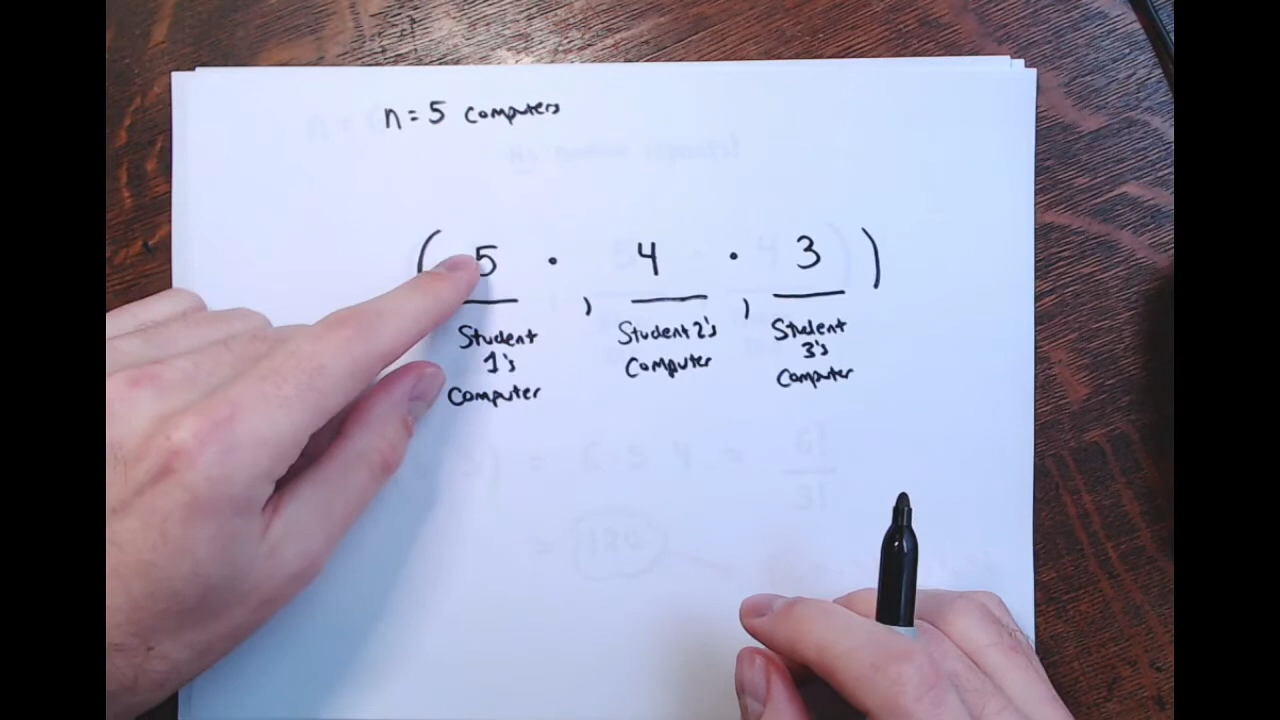 n = 5 computers
( 5 · 4 · 3 )
, ,
Student 1's Computer
Student 2's Computer
Student 3's Computer